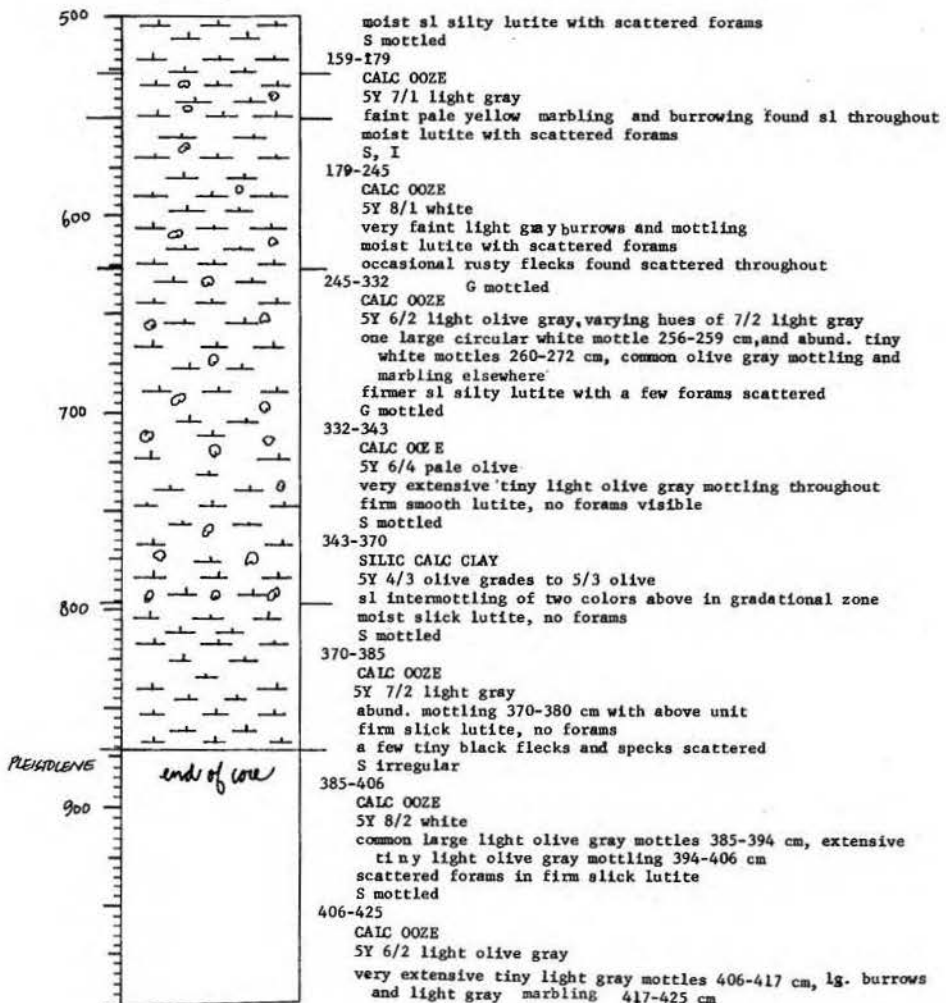 500
600
700
800
PLEISTOCENE
end of core
900
moist sl silty lutite with scattered forams
S mottled
159-179
CALC OOZE
5Y 7/1 light gray
faint pale yellow marbling and burrowing found sl throughout
moist lutite with scattered forams
S, I
179-245
CALC OOZE
5Y 8/1 white
very faint light gray burrows and mottling
moist lutite with scattered forams
occasional rusty flecks found scattered throughout
245-332 G mottled
CALC OOZE
5Y 6/2 light olive gray, varying hues of 7/2 light gray
one large circular white mottle 256-259 cm, and abund. tiny
white mottles 260-272 cm, common olive gray mottling and
marbling elsewhere
firmer sl silty lutite with a few forams scattered
G mottled
332-343
CALC OOZE
5Y 6/4 pale olive
very extensive tiny light olive gray mottling throughout
firm smooth lutite, no forams visible
S mottled
343-370
SILIC CALC CLAY
5Y 4/3 olive grades to 5/3 olive
sl intermottling of two colors above in gradational zone
moist slick lutite, no forams
S mottled
370-385
CALC OOZE
5Y 7/2 light gray
abund. mottling 370-380 cm with above unit
firm slick lutite, no forams
a few tiny black flecks and specks scattered
S irregular
385-406
CALC OOZE
5Y 8/2 white
common large light olive gray mottles 385-394 cm, extensive
tiny light olive gray mottling 394-406 cm
scattered forams in firm slick lutite
S mottled
406-425
CALC OOZE
5Y 6/2 light olive gray
very extensive tiny light gray mottles 406-417 cm, lg. burrows
and light gray marbling 417-425 cm